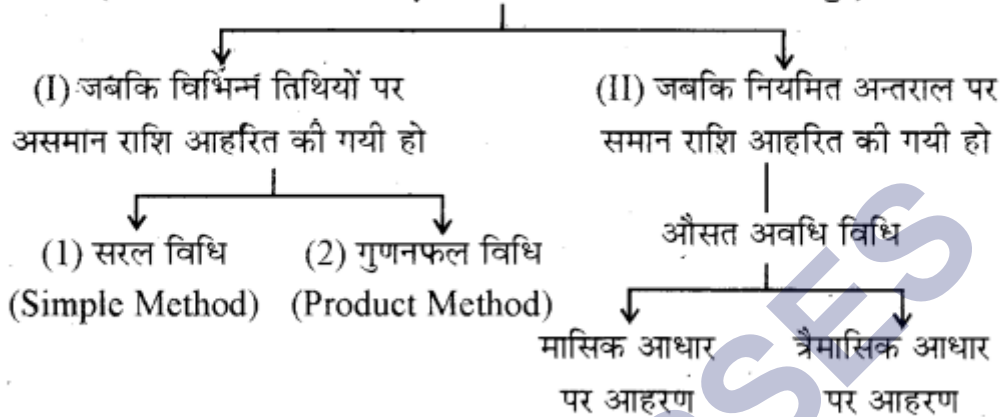 (I) जबकि विभिन्न तिथियों पर
असमान राशि आहरित की गयी हो
(II) जबकि नियमित अन्तराल पर
समान राशि आहरित की गयी हो
(1) सरल विधि
(Simple Method)
(2) गुणनफल विधि
(Product Method)
औसत अवधि विधि
मासिक आधार
पर आहरण
त्रैमासिक आधार
पर आहरण
SES